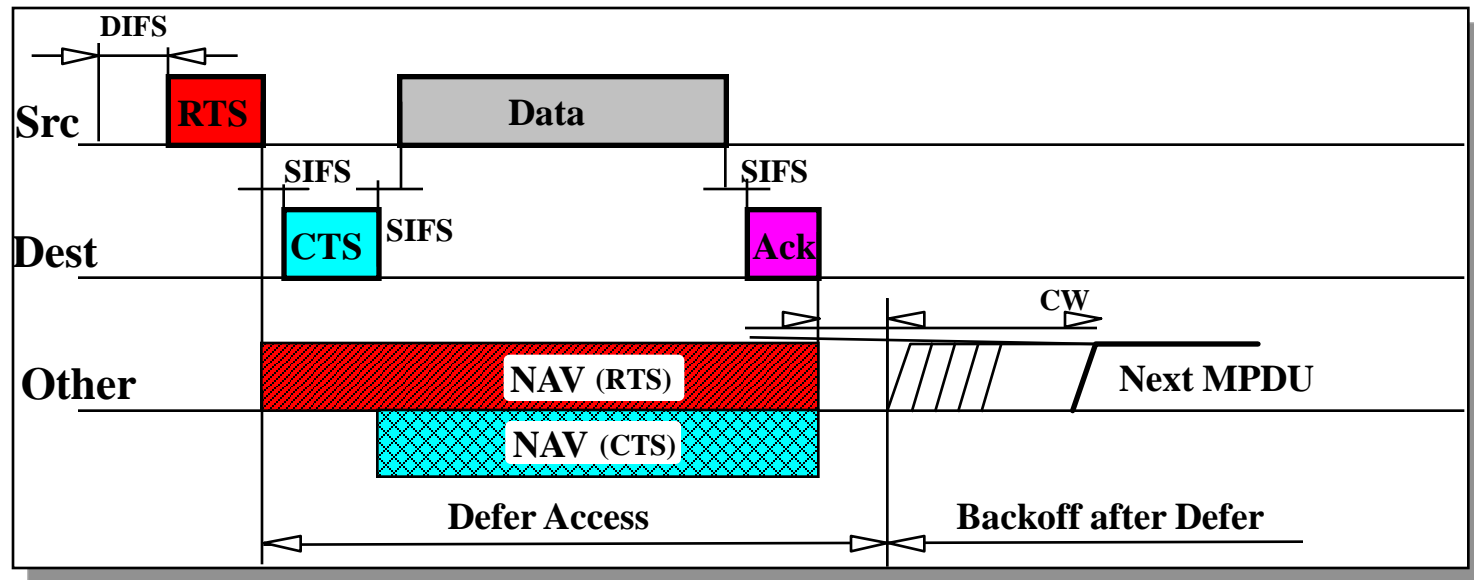 DIFS
Src
RTS
Data
SIFS
SIFS
Dest
CTS
SIFS
Ack
CW
Other
NAV (RTS)
Next MPDU
NAV (CTS)
Defer Access
Backoff after Defer